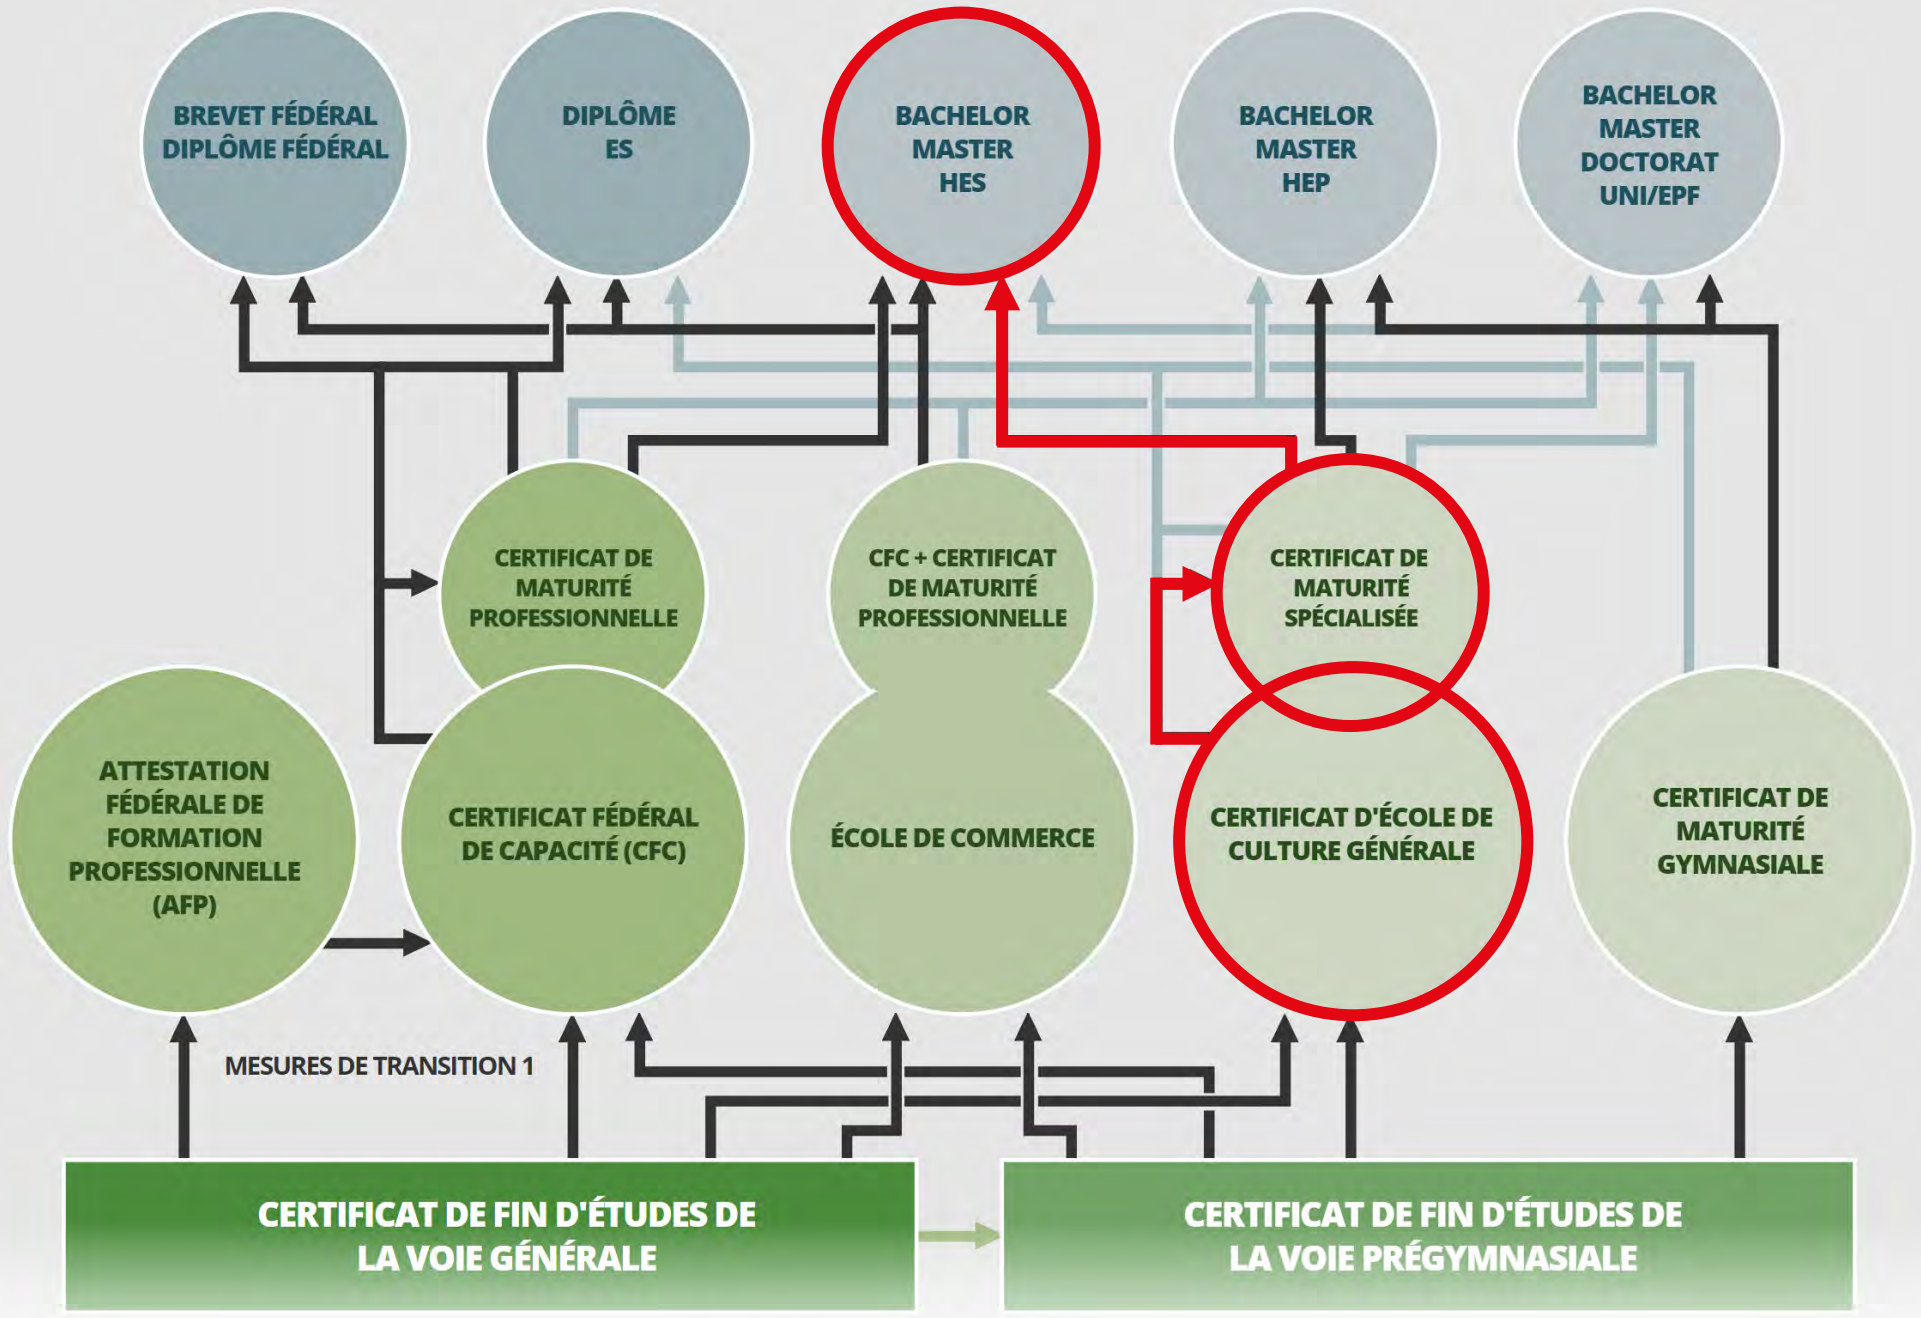 BREVET FÉDÉRAL
DIPLÔME FÉDÉRAL
DIPLÔME
ES
BACHELOR
MASTER
HES
BACHELOR
MASTER
HEP
BACHELOR
MASTER
DOCTORAT
UNI/EPF
CERTIFICAT DE
MATURITÉ
PROFESSIONNELLE
CFC + CERTIFICAT
DE MATURITÉ
PROFESSIONNELLE
CERTIFICAT DE
MATURITÉ
SPÉCIALISÉE
ATTESTATION
FÉDÉRALE DE
FORMATION
PROFESSIONNELLE
(AFP)
CERTIFICAT FÉDÉRAL
DE CAPACITÉ (CFC)
ÉCOLE DE COMMERCE
CERTIFICAT D'ÉCOLE DE
CULTURE GÉNÉRALE
CERTIFICAT DE
MATURITÉ
GYMNASIALE
MESURES DE TRANSITION 1
CERTIFICAT DE FIN D'ÉTUDES DE
LA VOIE GÉNÉRALE
CERTIFICAT DE FIN D'ÉTUDES DE
LA VOIE PRÉGYMNASIALE